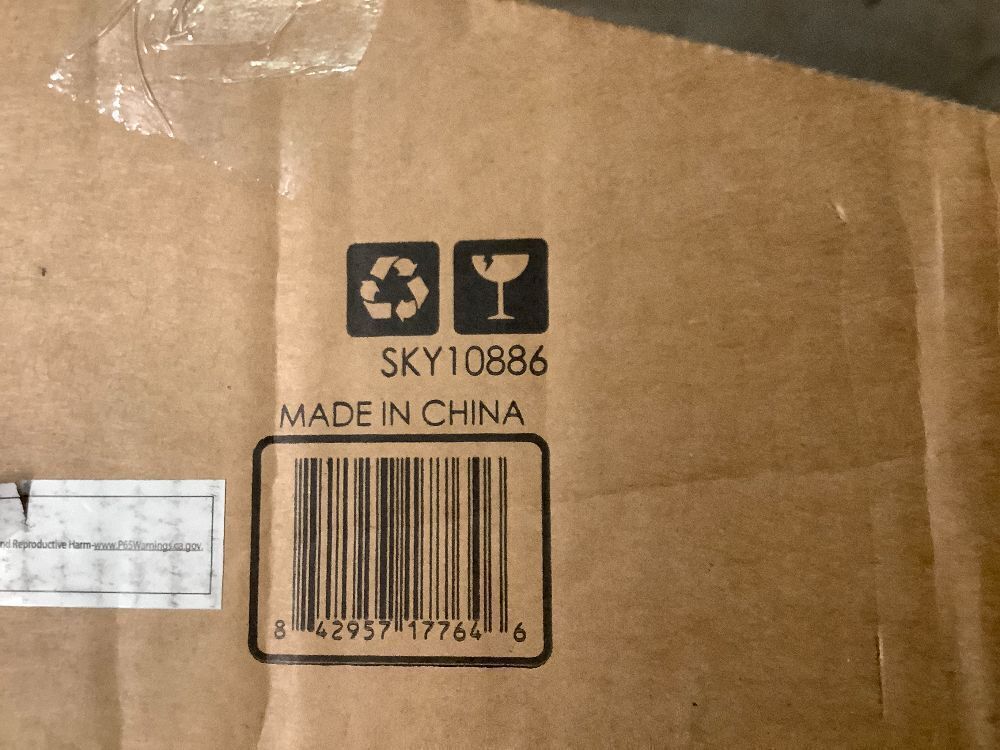 SKY10886
MADE IN CHINA
nd Reproductive Harm-www.P65Warnings.ca.gov.
8 42957 17764 6